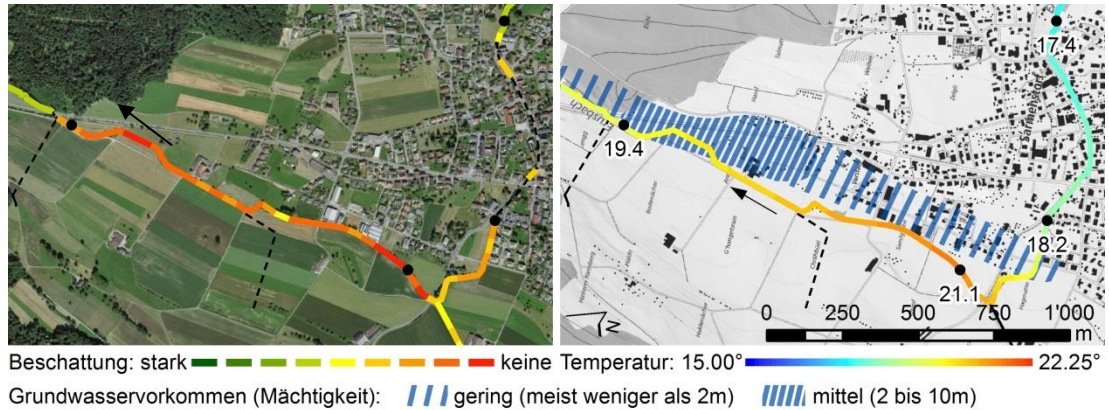 17.4
Sarmenstorf
19.4
18.2
21.1
0 250 500 750 1'000
m
N
Beschattung: stark keine Temperatur: 15.00° 22.25°
Grundwasservorkommen (Mächtigkeit): gering (meist weniger als 2m) mittel (2 bis 10m)